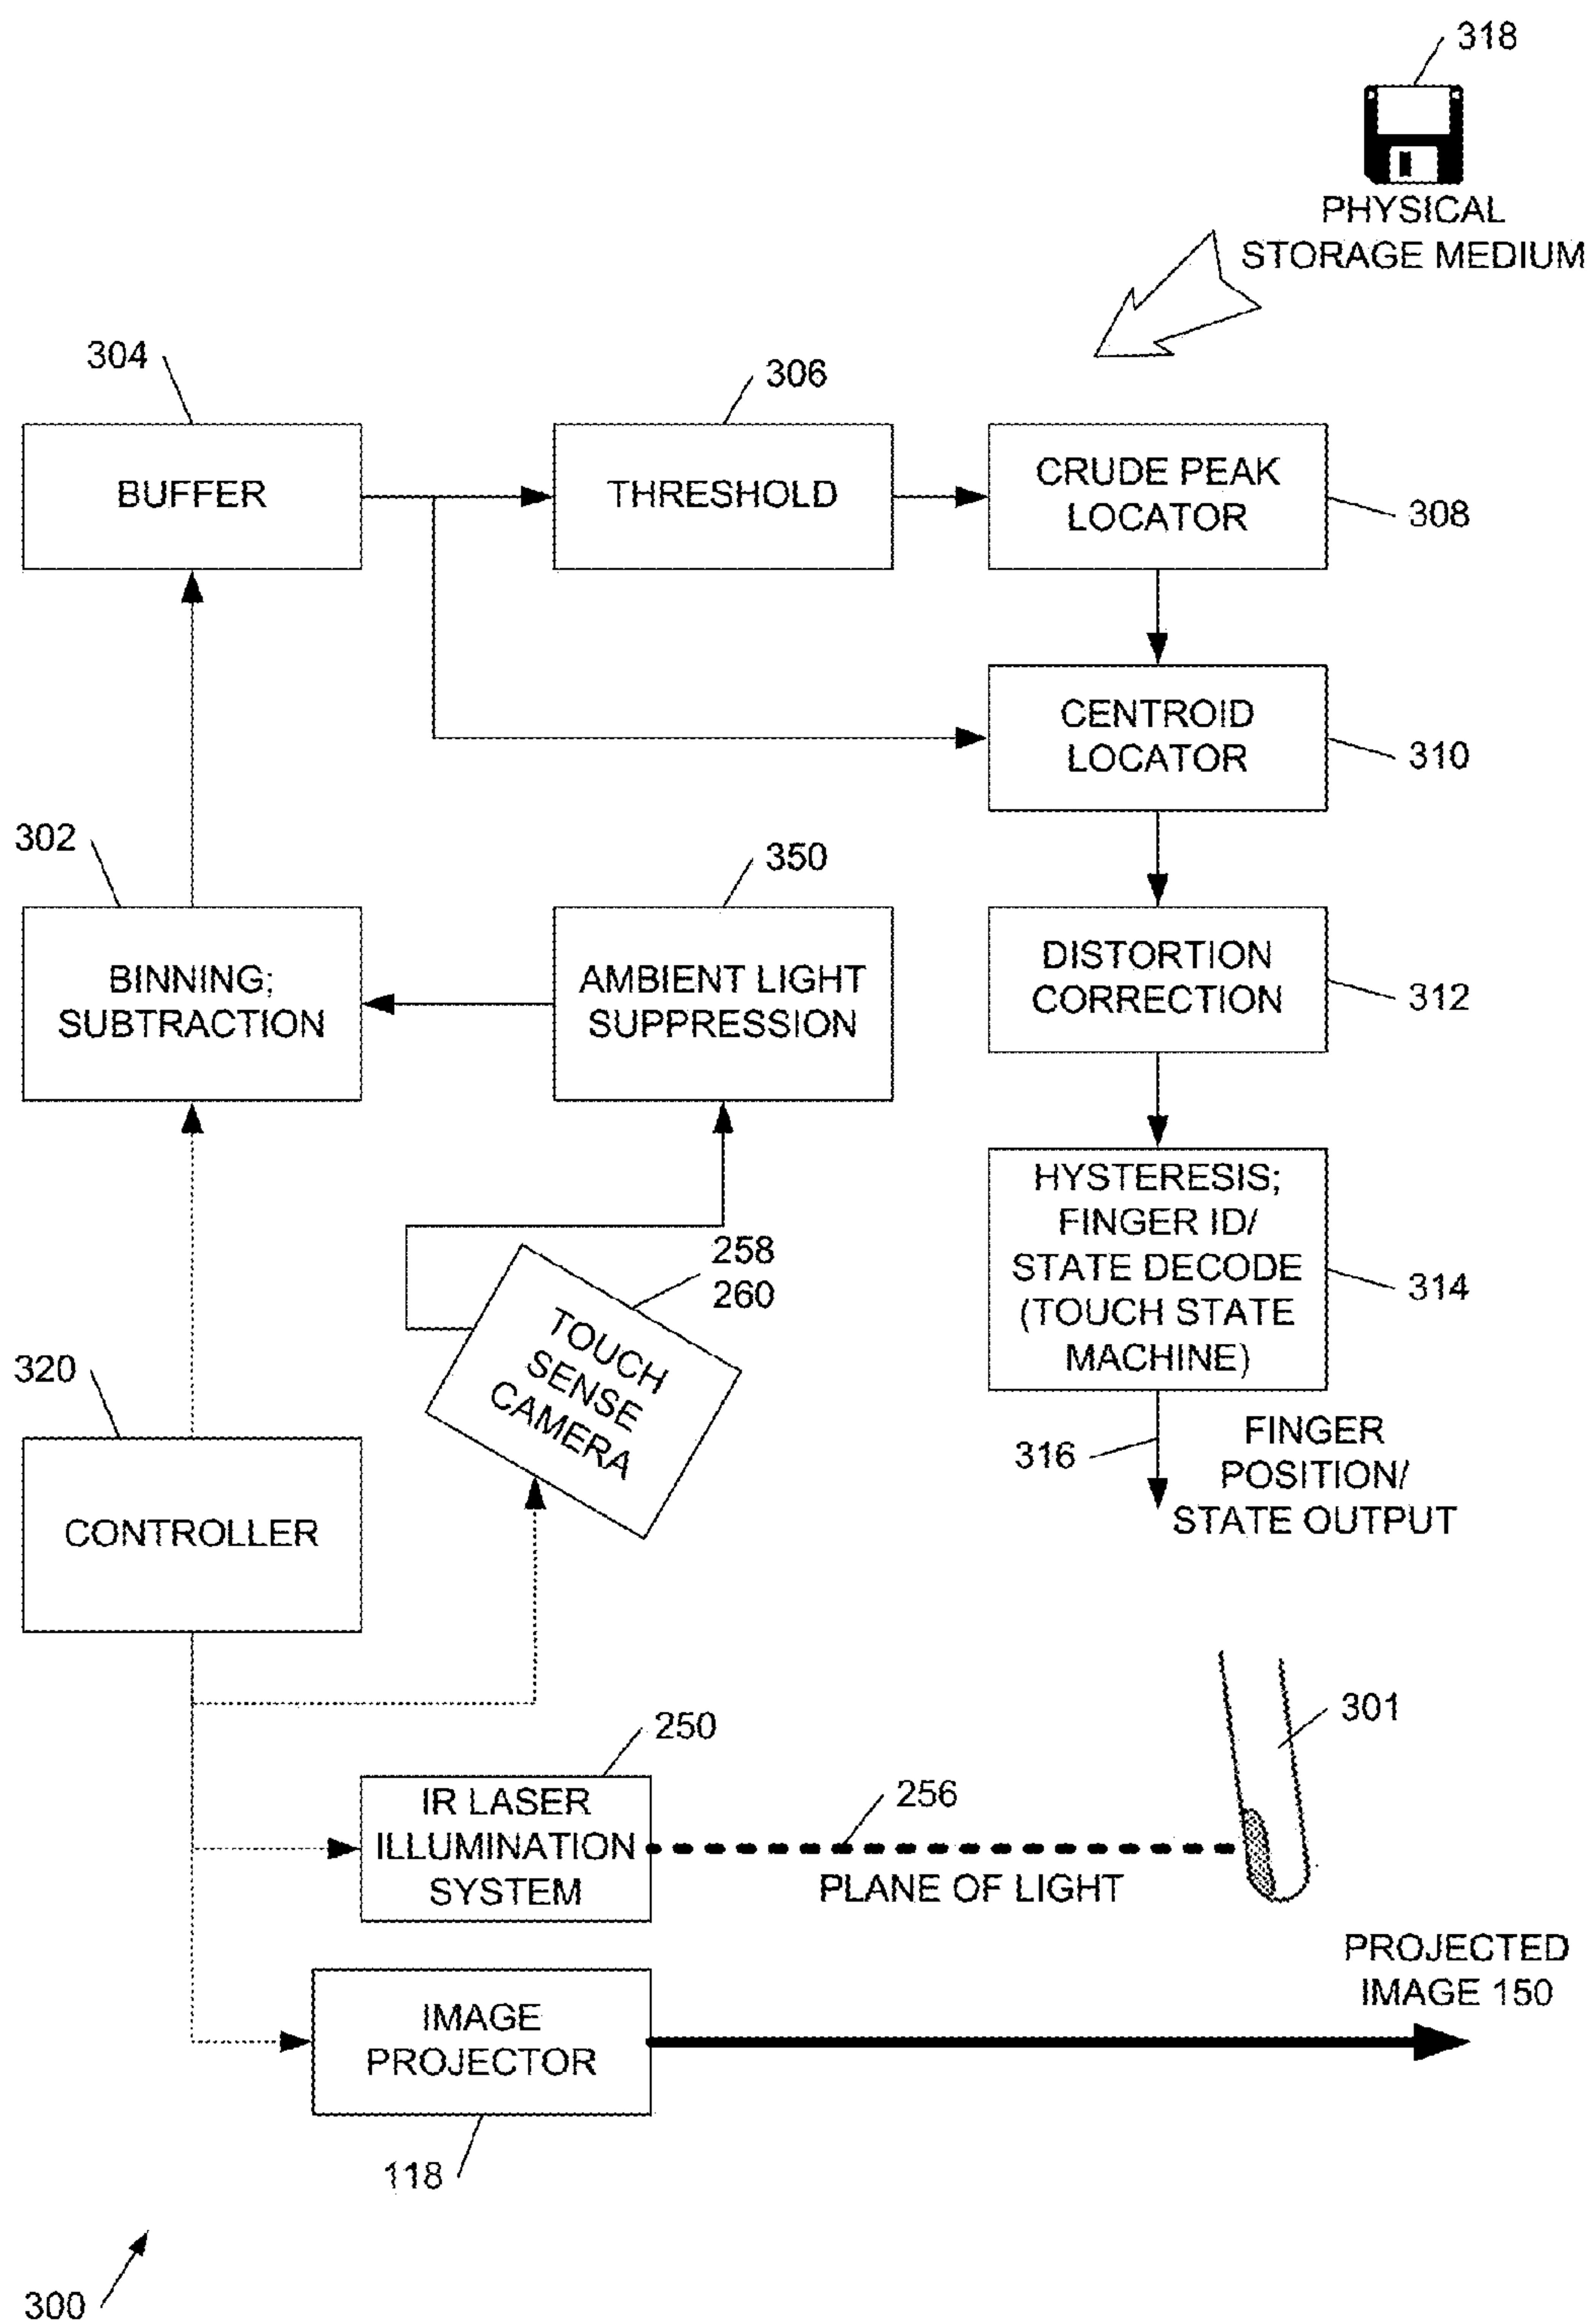 318
PHYSICAL
STORAGE MEDIUM
304
306
BUFFER
THRESHOLD
CRUDE PEAK
LOCATOR
308
CENTROID
LOCATOR
310
302
350
BINNING;
SUBTRACTION
AMBIENT LIGHT
SUPPRESSION
DISTORTION
CORRECTION
312
HYSTERESIS;
FINGER ID/
STATE DECODE
(TOUCH STATE
MACHINE)
314
258
260
TOUCH
SENSE
CAMERA
320
CONTROLLER
316
FINGER
POSITION/
STATE OUTPUT
250
IR LASER
ILLUMINATION
SYSTEM
256
PLANE OF LIGHT
301
PROJECTED
IMAGE 150
IMAGE
PROJECTOR
118
300